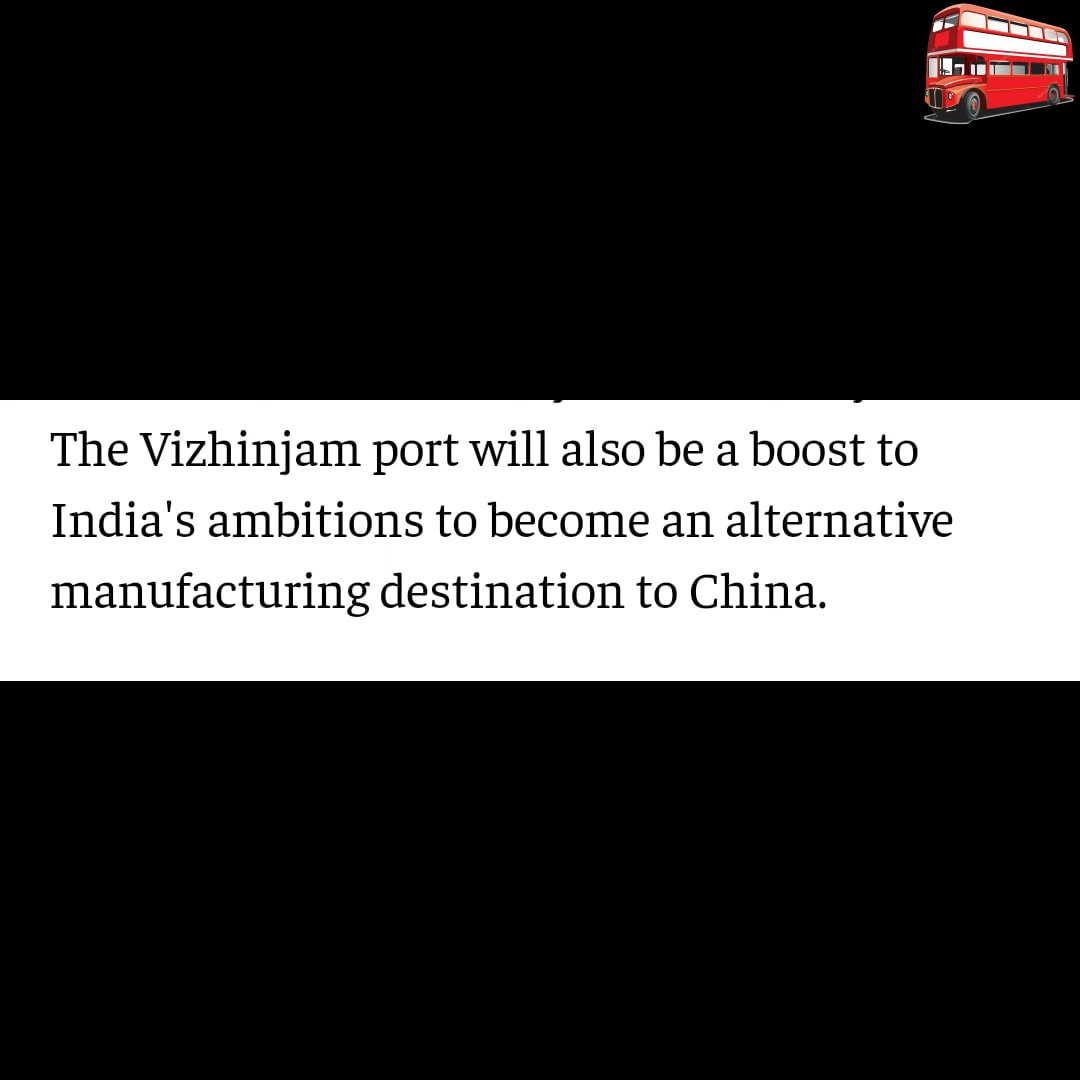 The Vizhinjam port will also be a boost to
India's ambitions to become an alternative
manufacturing destination to China.